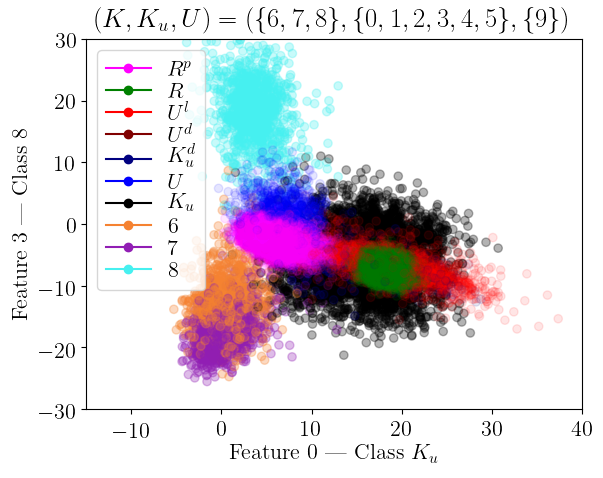 (K, K_u, U) = ({6, 7, 8}, {0, 1, 2, 3, 4, 5}, {9})
30
20
10
0
−10
−20
−30
Feature 3 — Class 8
R^p
R
U^l
U^d
K_u^d
U
K_u
6
7
8
−10
0
10
20
30
40
Feature 0 — Class K_u